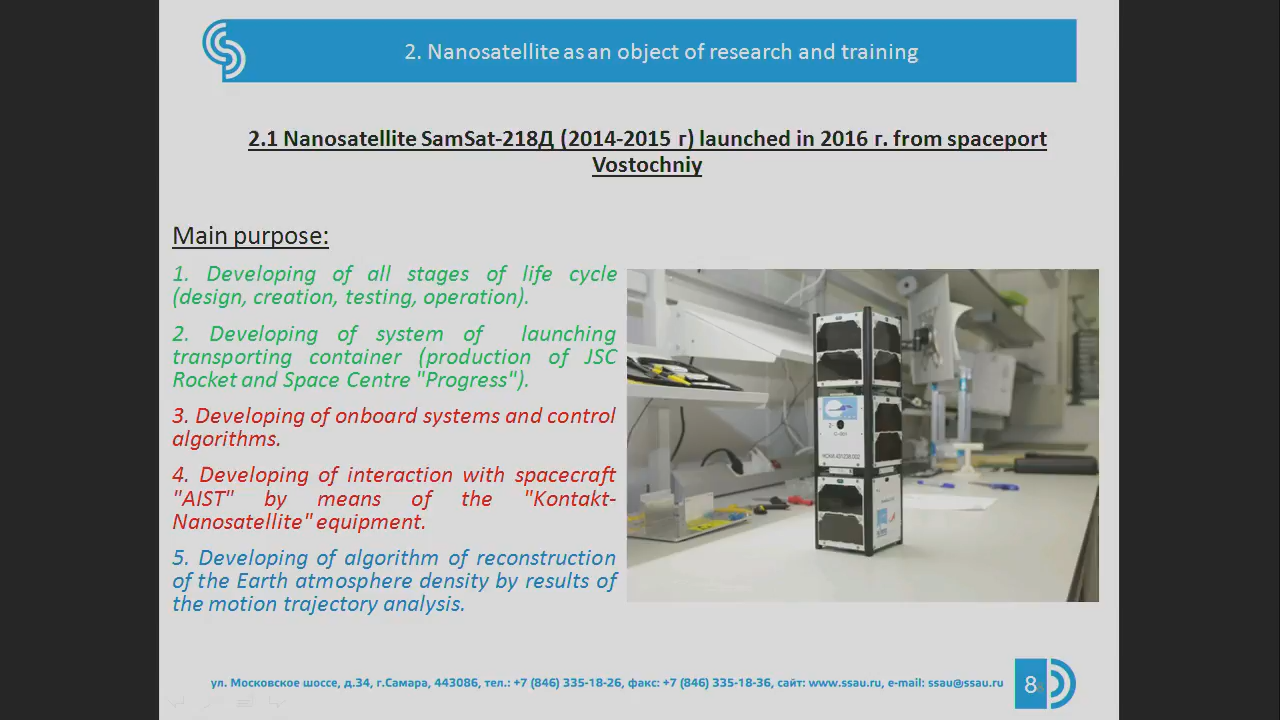 2. Nanosatellite as an object of research and training
2.1 Nanosatellite SamSat-218Д (2014-2015 г) launched in 2016 г. from spaceport
Vostochniy
Main purpose:
1. Developing of all stages of life cycle
(design, creation, testing, operation).
2. Developing of system of launching
transporting container (production of JSC
Rocket and Space Centre "Progress").
3. Developing of onboard systems and control
algorithms.
4. Developing of interaction with spacecraft
"AIST" by means of the "Kontakt-
Nanosatellite" equipment.
5. Developing of algorithm of reconstruction
of the Earth atmosphere density by results of
the motion trajectory analysis.
ул. Московское шоссе, д.34, г.Самара, 443086, тел.: +7 (846) 335-18-26, факс: +7 (846) 335-18-36, сайт: www.ssau.ru, e-mail: ssau@ssau.ru
8